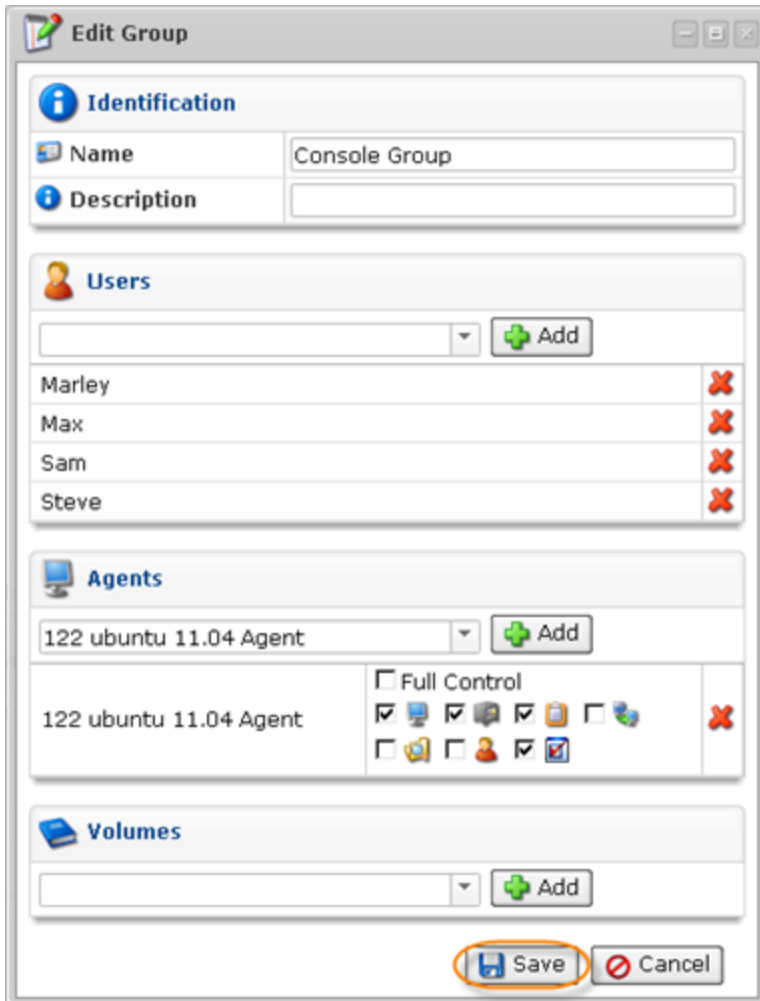 Edit Group
Identification
Name Console Group
Description
Users
Add
Marley
Max
Sam
Steve
Agents
122 ubuntu 11.04 Agent Add
Full Control
122 ubuntu 11.04 Agent
Volumes
Add
Save Cancel